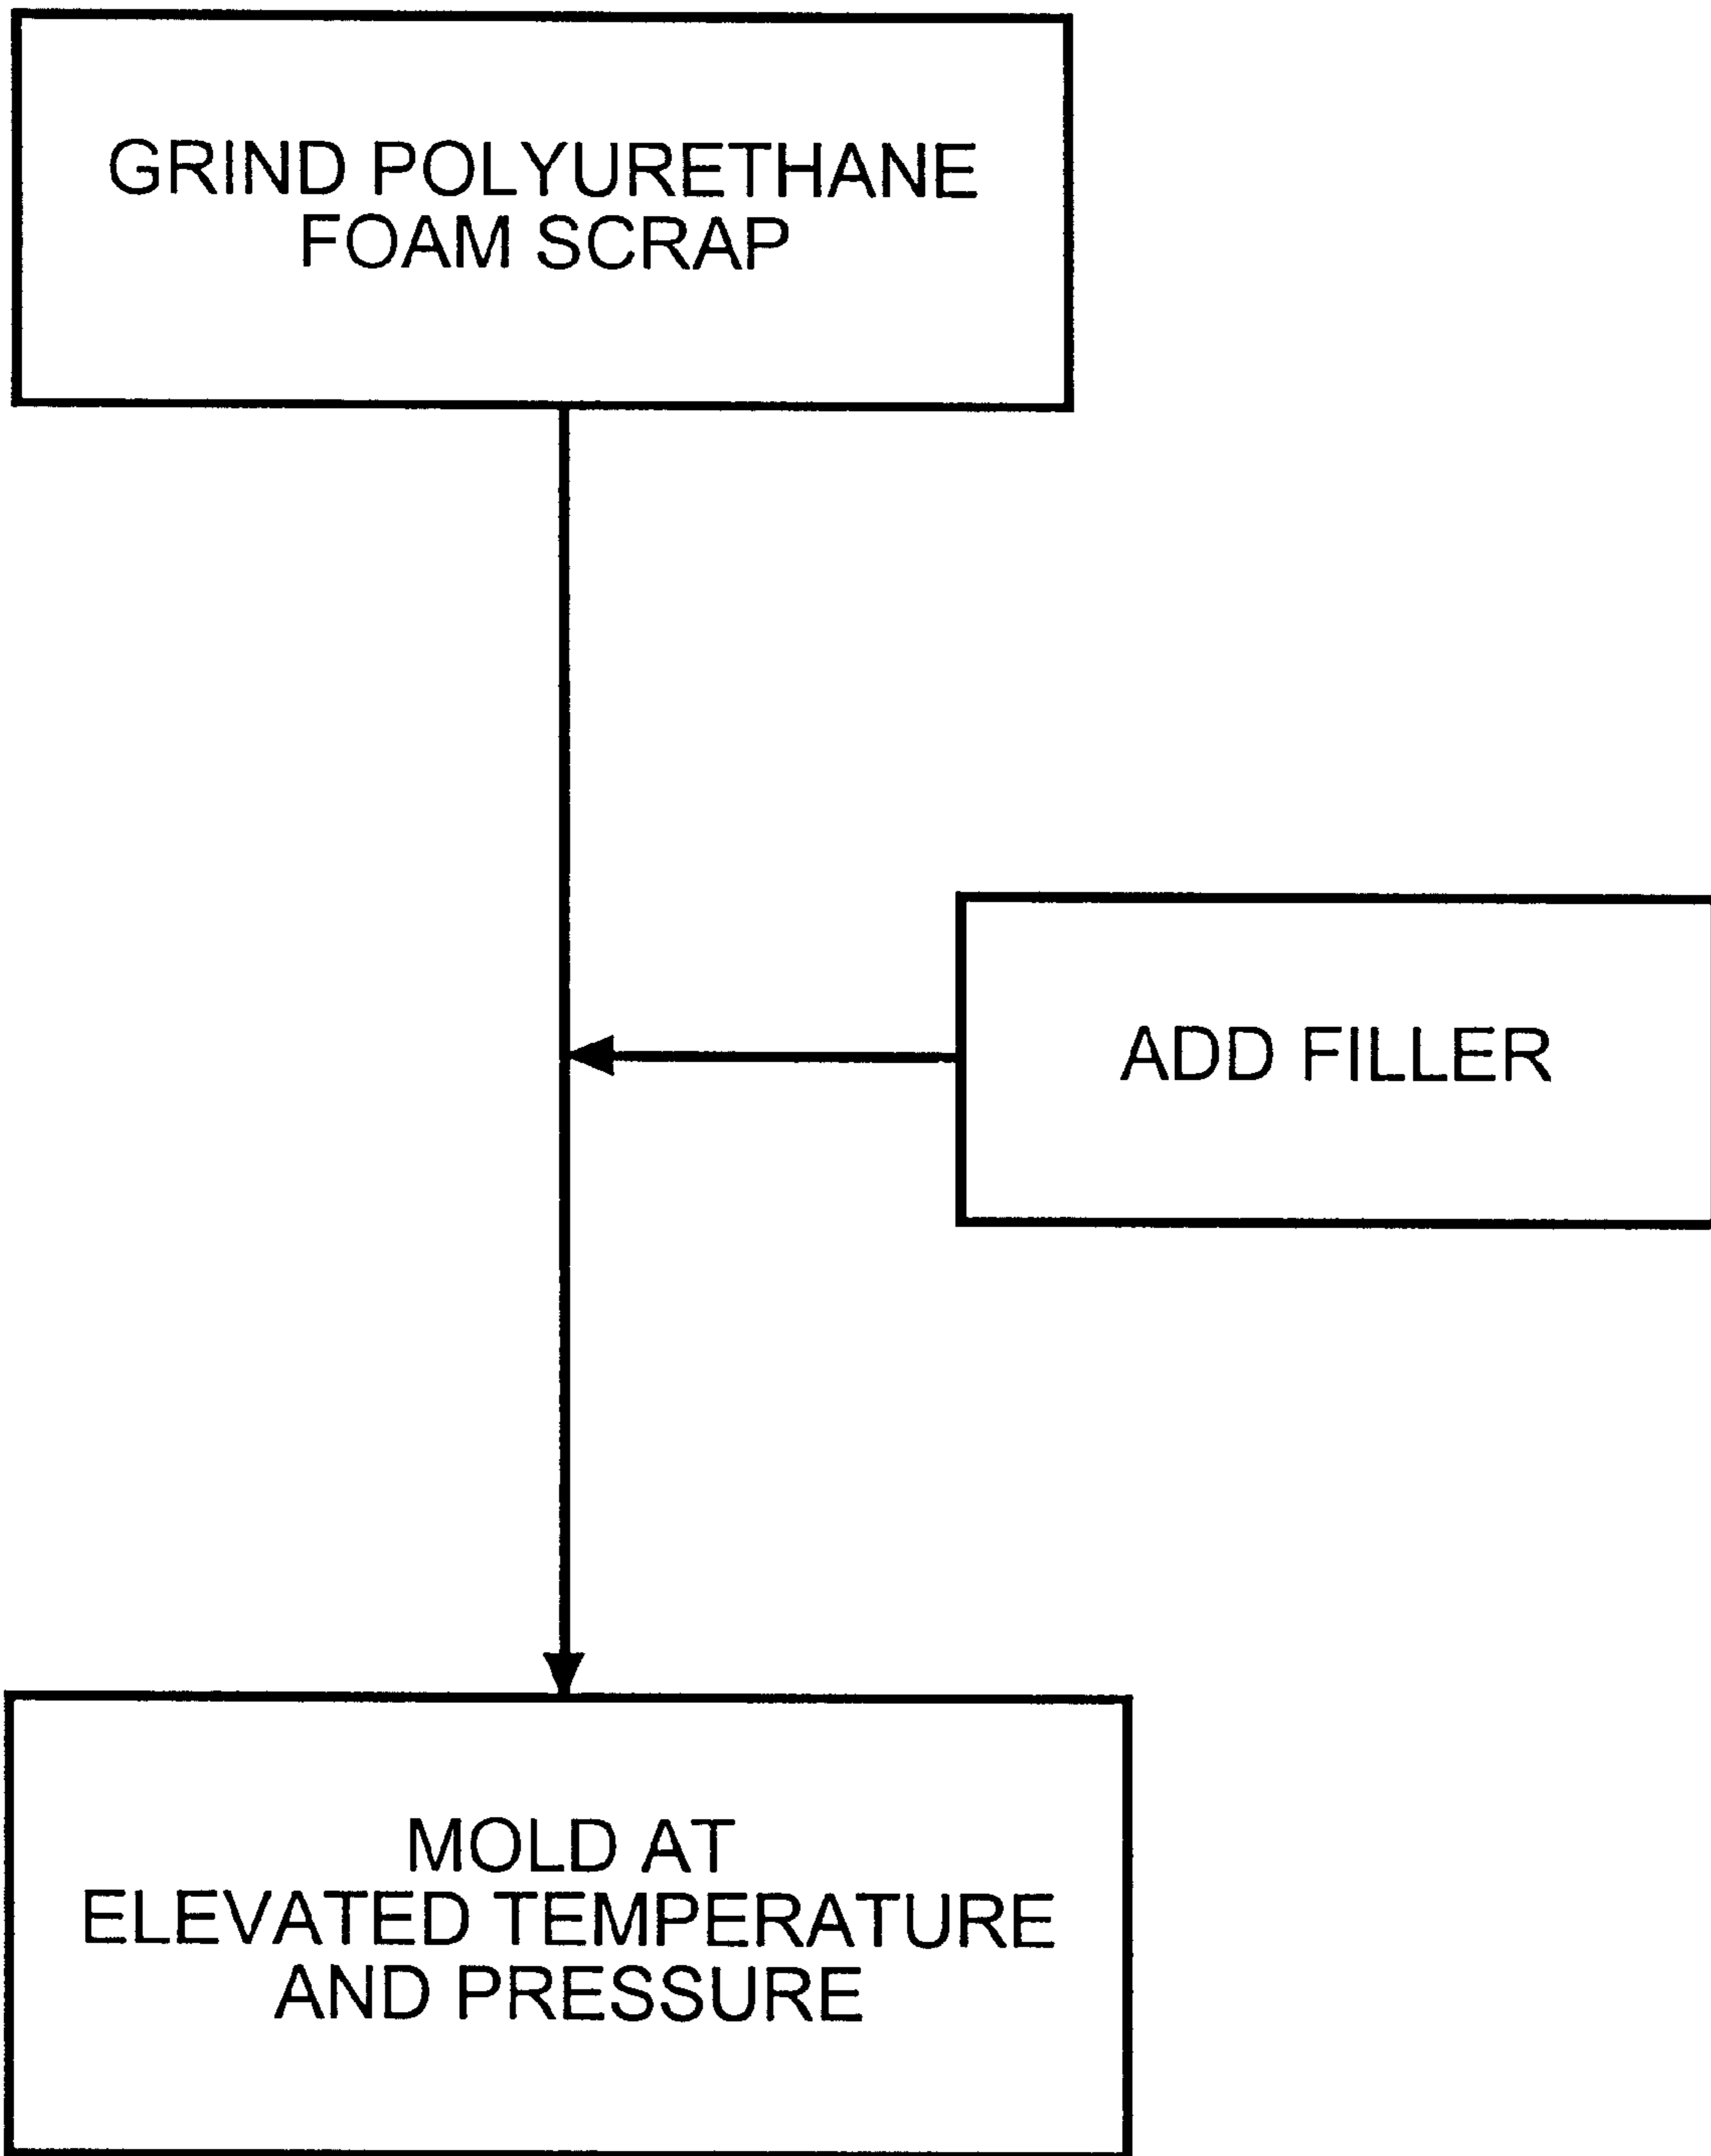 GRIND POLYURETHANE
FOAM SCRAP
ADD FILLER
MOLD AT
ELEVATED TEMPERATURE
AND PRESSURE